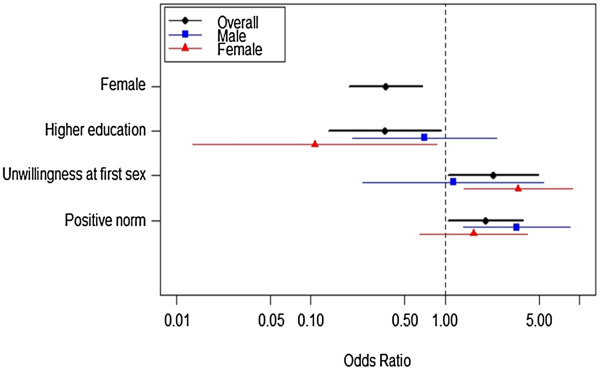 Overall
Male
Female
Female
Higher education
Unwillingness at first sex
Positive norm
0.01 0.05 0.10 0.50 1.00 5.00
Odds Ratio